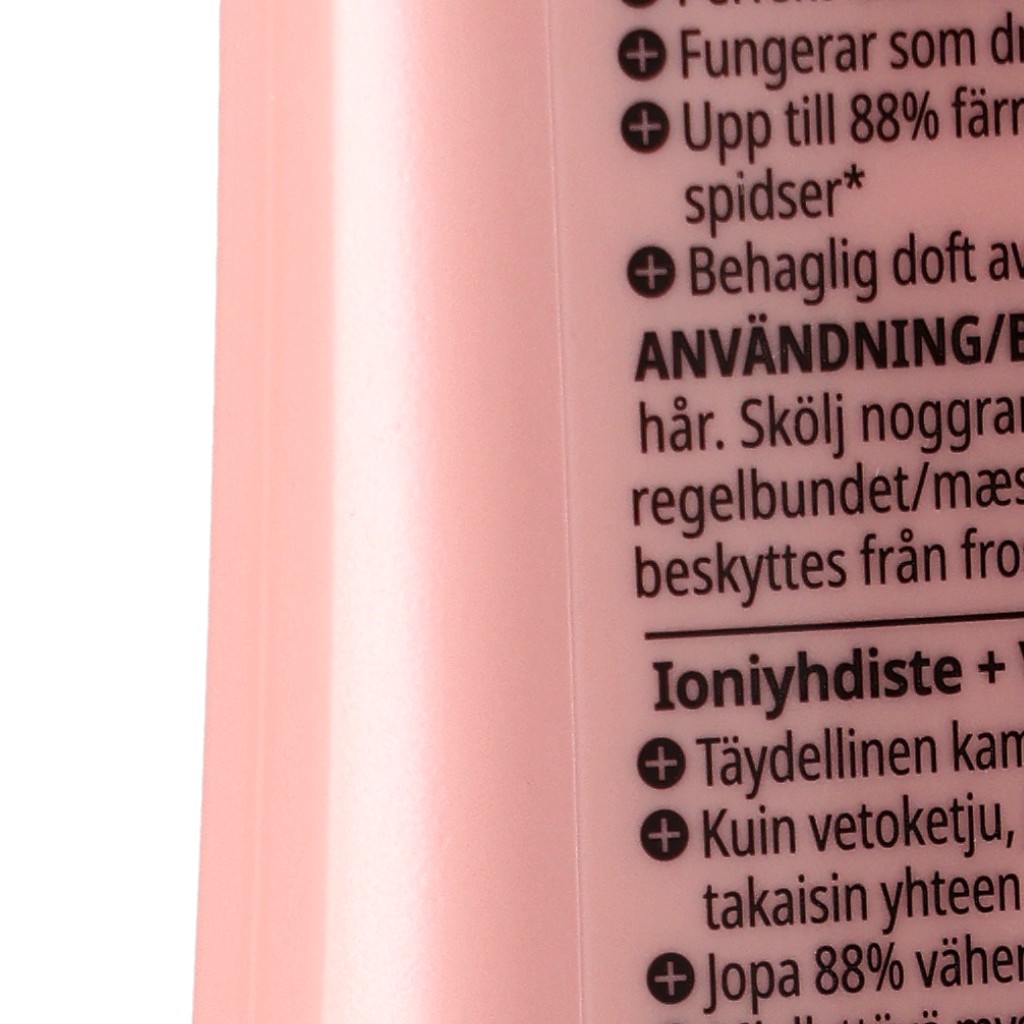 Fungerar som
Upp till 88%
spidser*
Behaglig doft av
ANVÄNDNING/
hår. Skölj
regelbundet/
beskyttes från
Ioniyhdiste +
Täydellinen
Kuin vetoketju,
takaisin yhteen
Jopa 88%